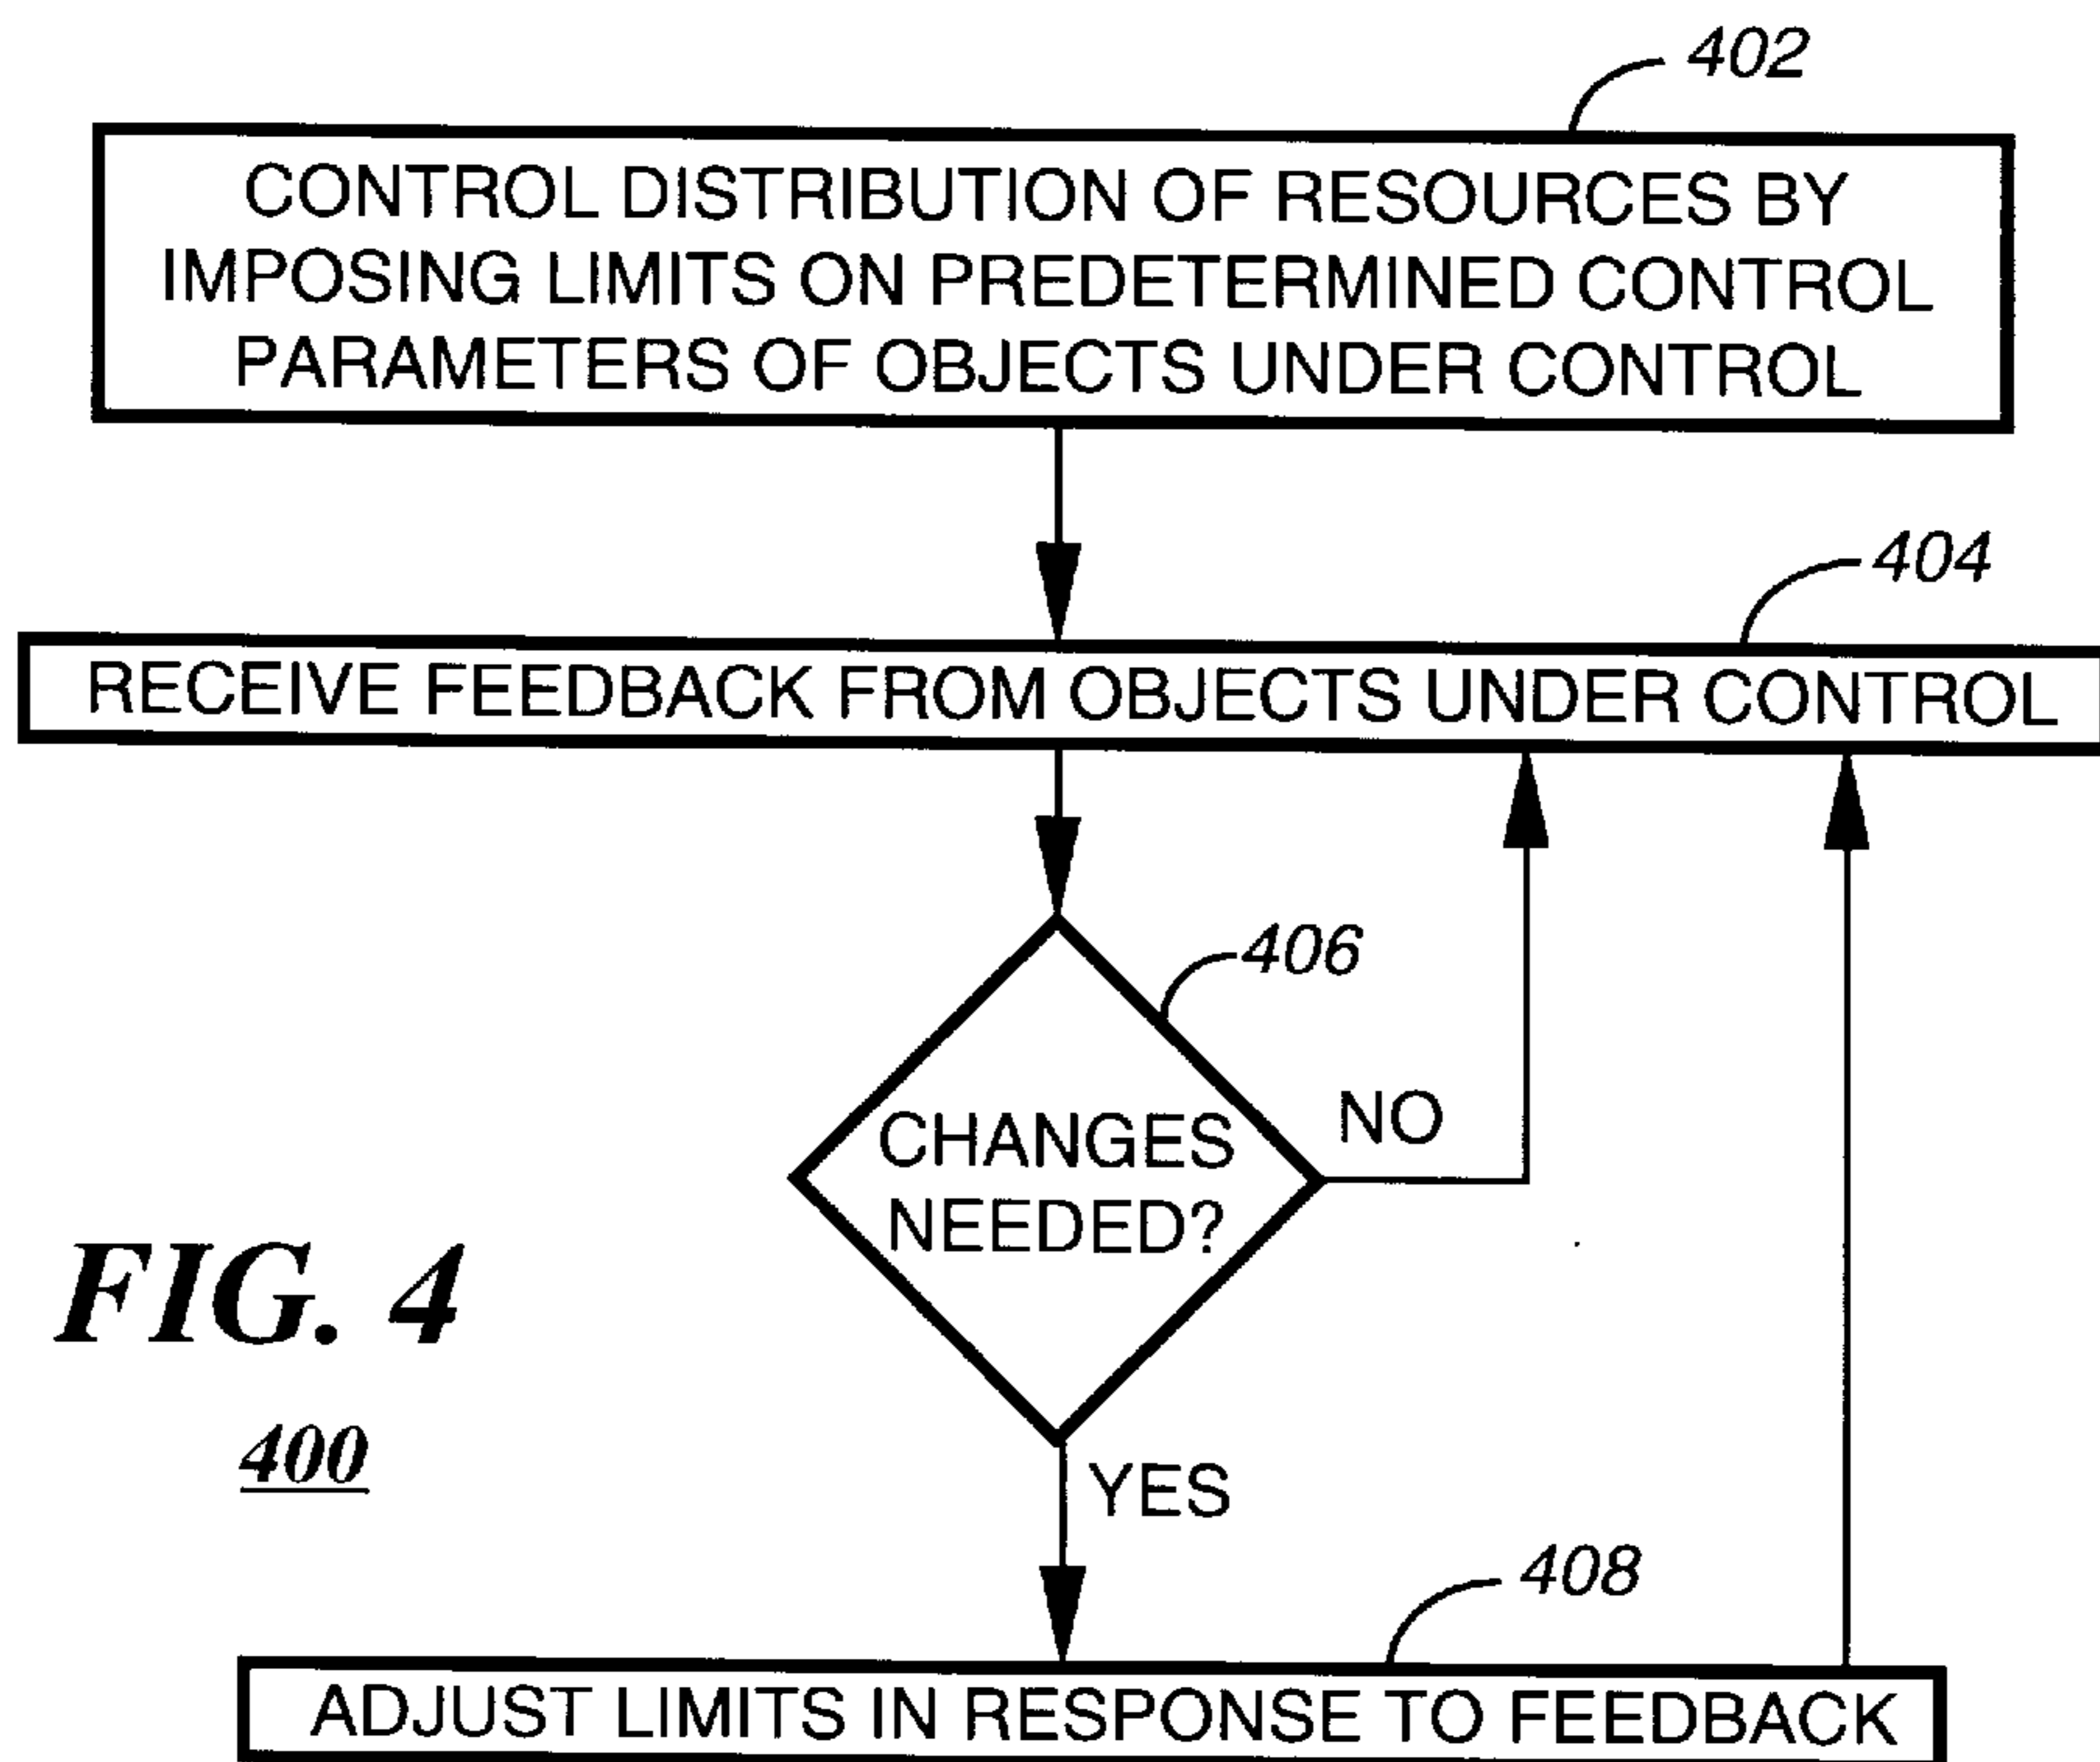 402
CONTROL DISTRIBUTION OF RESOURCES BY
IMPOSING LIMITS ON PREDETERMINED CONTROL
PARAMETERS OF OBJECTS UNDER CONTROL
404
RECEIVE FEEDBACK FROM OBJECTS UNDER CONTROL
406
CHANGES
NEEDED?
NO
FIG. 4
400
YES
408
ADJUST LIMITS IN RESPONSE TO FEEDBACK